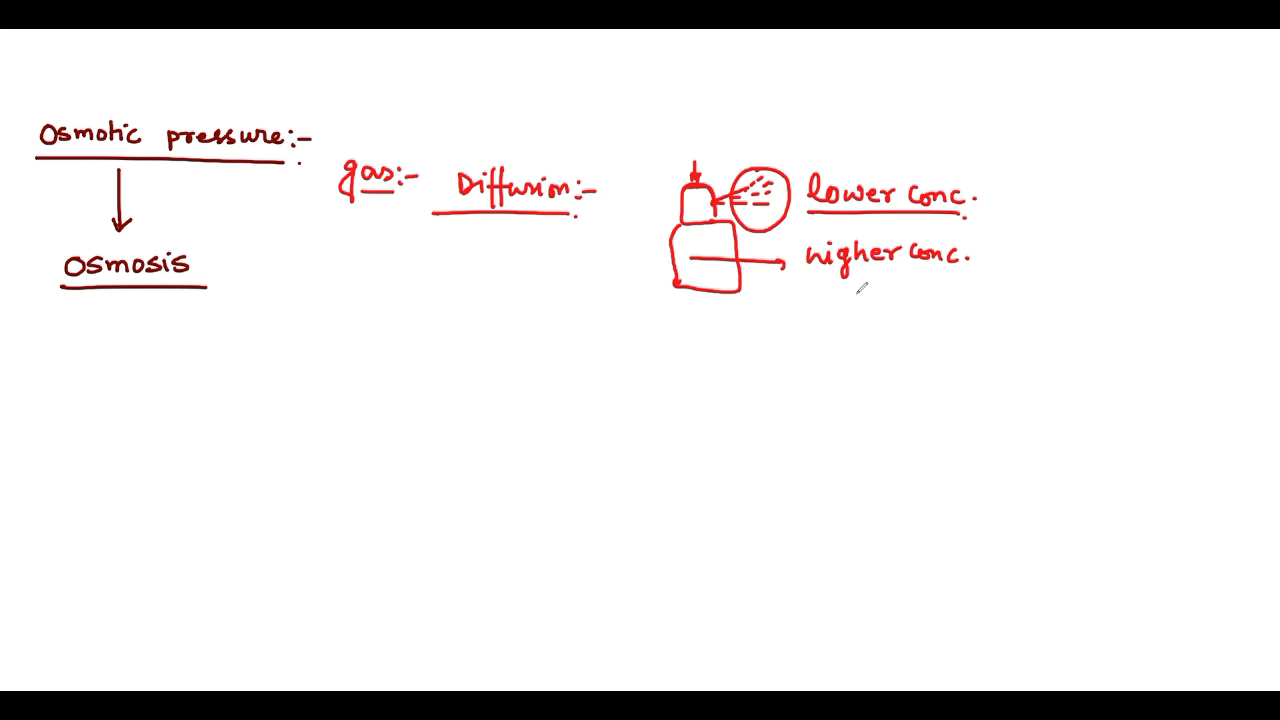 Osmotic pressure:-
gas:- Diffusion:-
lower conc.
higher conc.
Osmosis